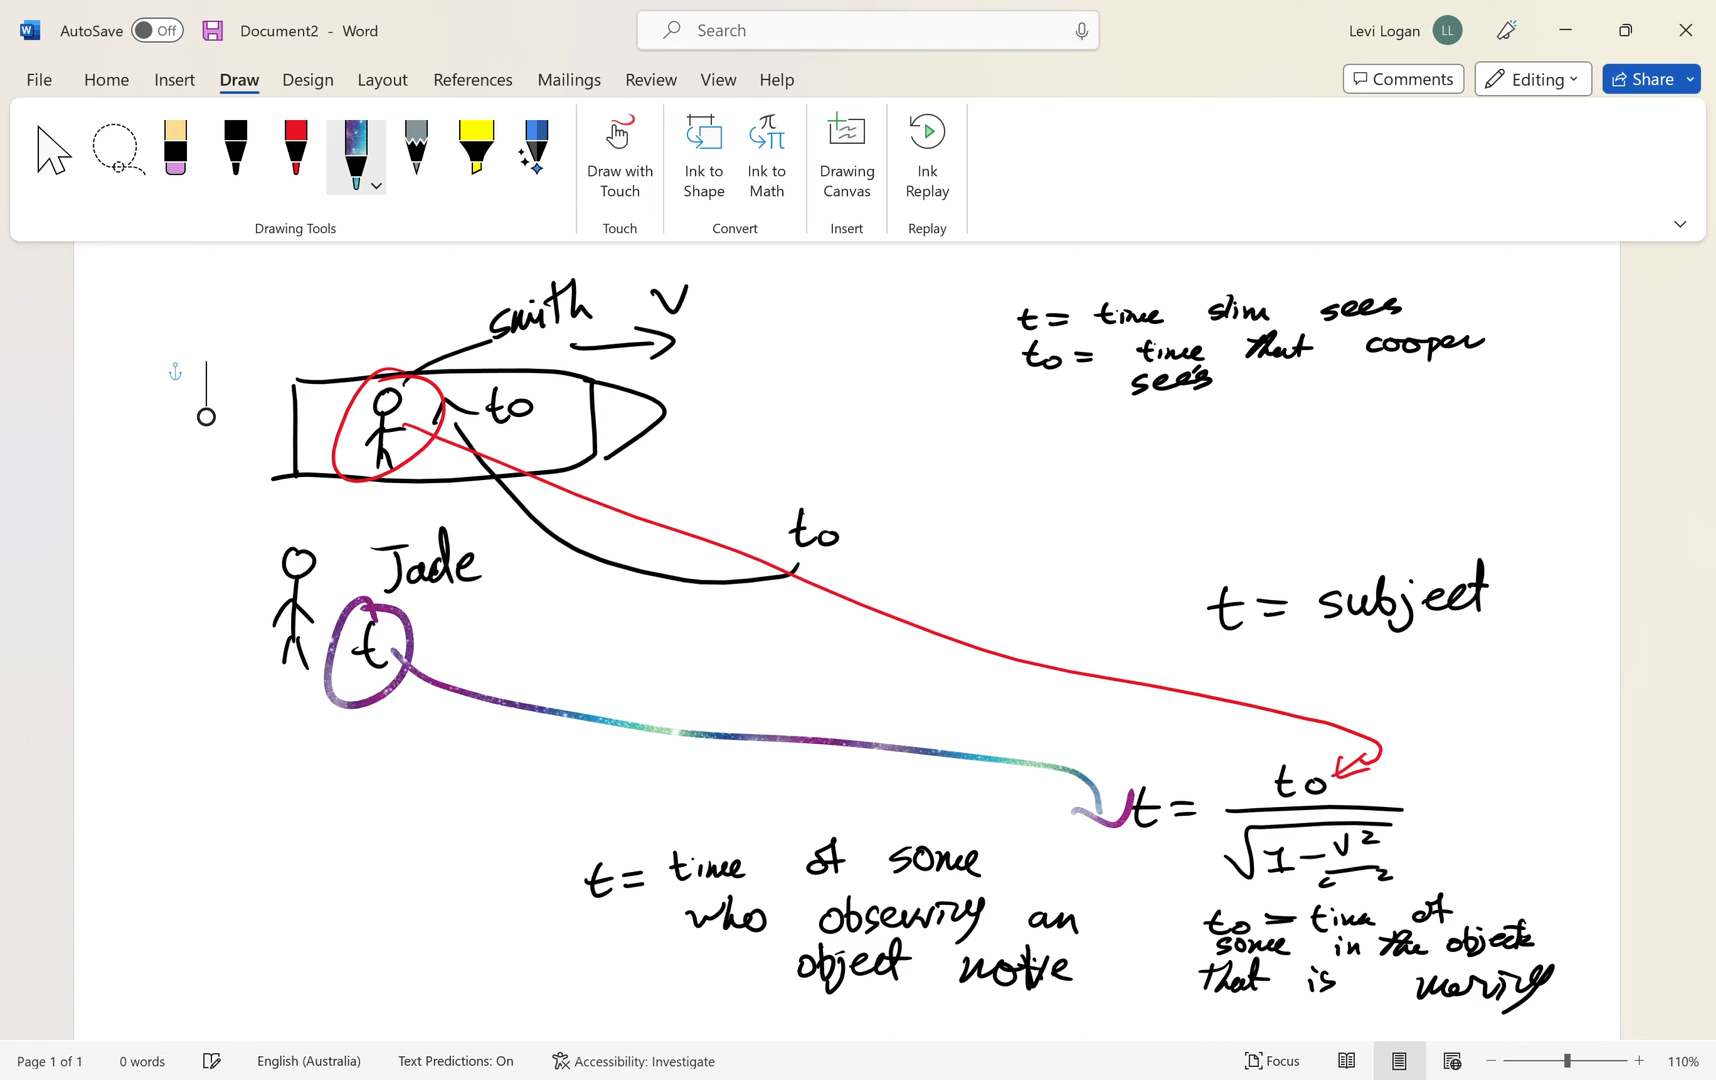 AutoSave Off Document2 - Word Search Levi Logan LL
File Home Insert Draw Design Layout References Mailings Review View Help Comments Editing Share
Draw with Touch
Ink to Shape
Ink to Math
Drawing Canvas
Ink Replay
Drawing Tools Touch Convert Insert Replay
smith V
t = time slim sees
to = time that cooper
see's
to
to
Jade
t
t = subject
t = to / √1 - v² / c²
t = time of some
who observing an
object move
to = time of
some in the object
that is moving
Page 1 of 1 0 words English (Australia) Text Predictions: On Accessibility: Investigate Focus 110%